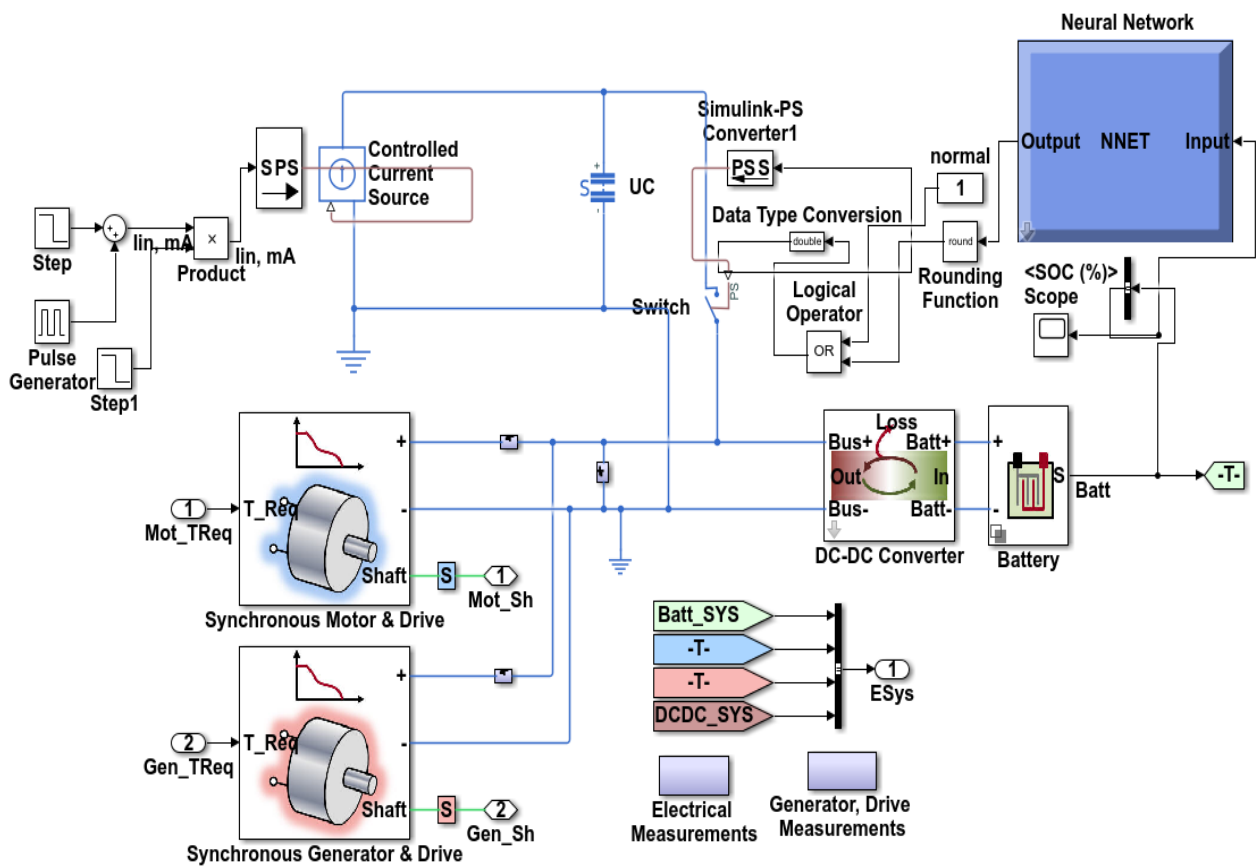 Neural Network
Output
NNET
Input
Simulink-PS
Converter1
PS S
normal
1
Controlled
Current
Source
S PS
UC
S
+
-
Data Type Conversion
double
round
Rounding
Function
Step
Iin, mA
×
Product
Iin, mA
Pulse
Generator
Step1
Switch
PS
Logical
Operator
OR
<SOC (%)>
Scope
1
Mot_TReq
T_Req
+
-
Shaft
S
1
Mot_Sh
Synchronous Motor & Drive
Loss
Bus+
Batt+
Out
In
Bus-
Batt-
DC-DC Converter
+
-
S
Battery
Batt
-T-
2
Gen_TReq
T_Req
+
-
Shaft
S
2
Gen_Sh
Synchronous Generator & Drive
Batt_SYS
-T-
-T-
DCDC_SYS
1
ESys
Electrical
Measurements
Generator, Drive
Measurements